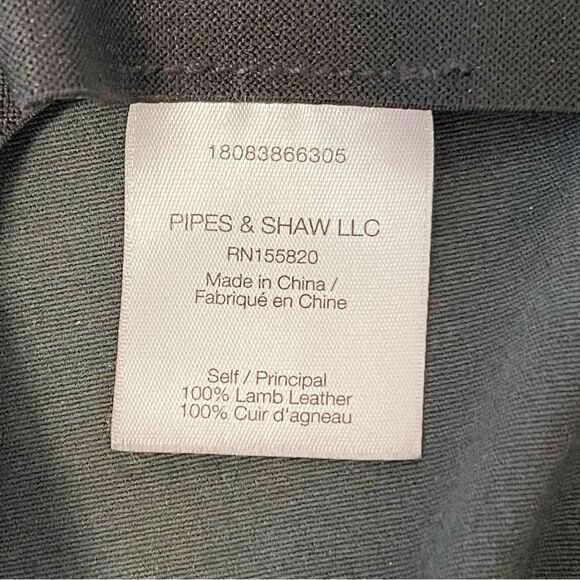 18083866305
PIPES & SHAW LLC
RN155820
Made in China /
Fabriqué en Chine
Self / Principal
100% Lamb Leather
100% Cuir d'agneau